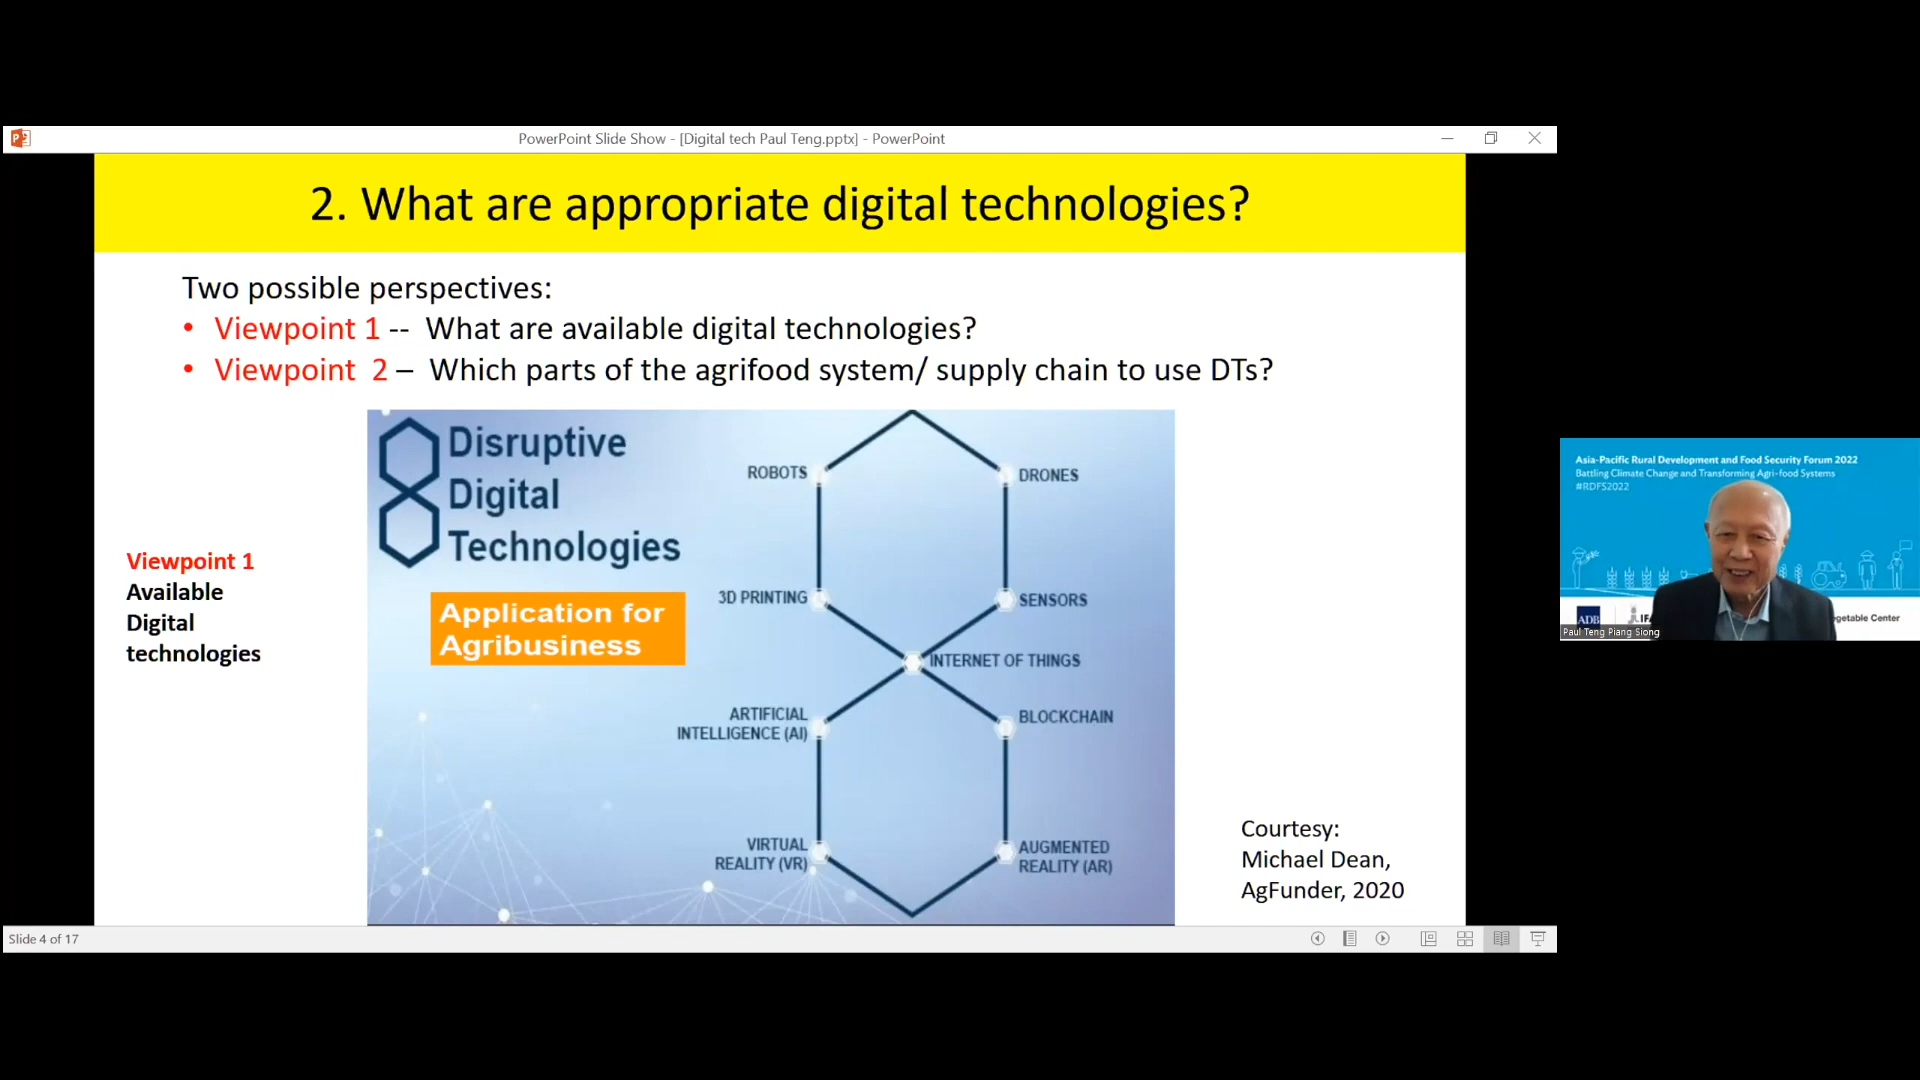 PowerPoint Slide Show - [Digital tech Paul Teng.pptx] - PowerPoint
2. What are appropriate digital technologies?
Two possible perspectives:
• Viewpoint 1 -- What are available digital technologies?
• Viewpoint 2 – Which parts of the agrifood system/ supply chain to use DTs?
Viewpoint 1
Available
Digital
technologies
Disruptive
Digital
Technologies
Application for
Agribusiness
ROBOTS
DRONES
3D PRINTING
SENSORS
INTERNET OF THINGS
ARTIFICIAL
INTELLIGENCE (AI)
BLOCKCHAIN
VIRTUAL
REALITY (VR)
AUGMENTED
REALITY (AR)
Courtesy:
Michael Dean,
AgFunder, 2020
Slide 4 of 17
Asia-Pacific Rural Development and Food Security Forum 2022
Battling Climate Change and Transforming Agri-food Systems
#RDFS2022
ADB
Center
Paul Teng Piang Siong